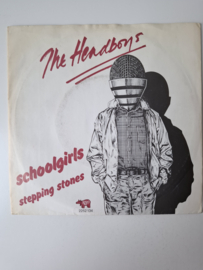 The Headboys
schoolgirls
stepping stones